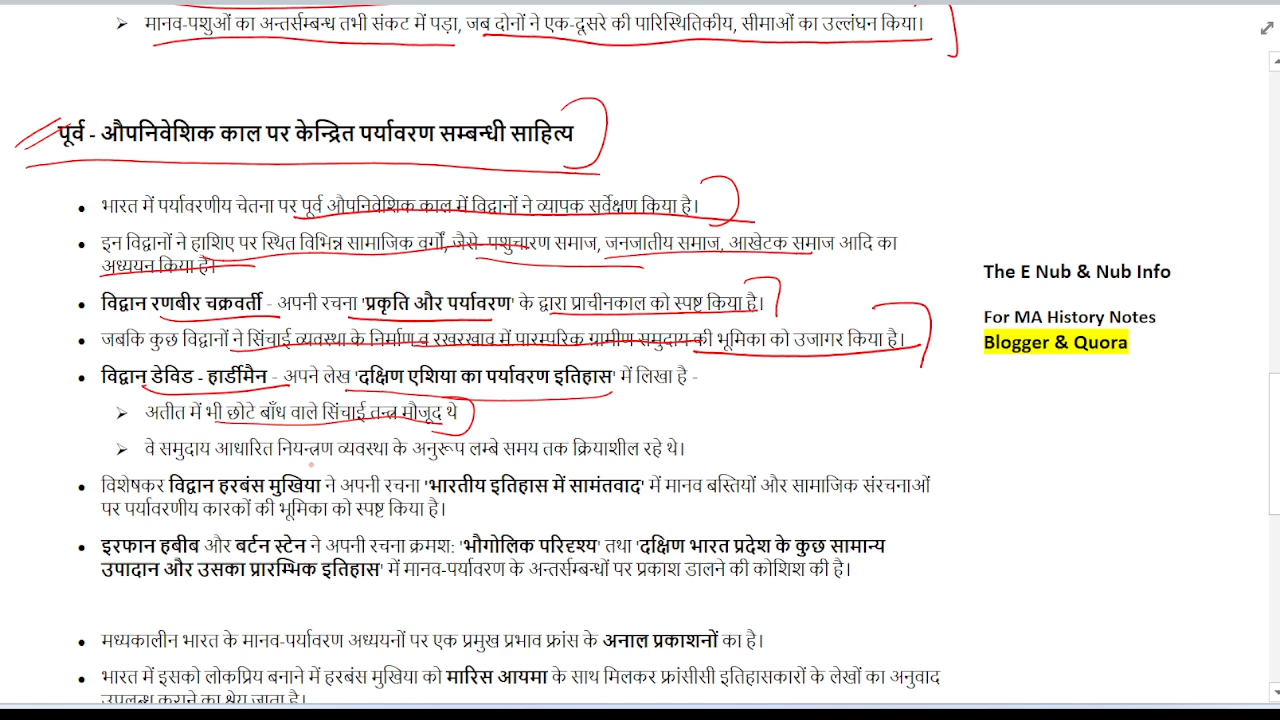 ➢ मानव-पशुओं का अन्तर्सम्बन्ध तभी संकट में पड़ा, जब दोनों ने एक-दूसरे की पारिस्थितिकीय, सीमाओं का उल्लंघन किया।
पूर्व - औपनिवेशिक काल पर केन्द्रित पर्यावरण सम्बन्धी साहित्य
• भारत में पर्यावरणीय चेतना पर पूर्व औपनिवेशिक काल में विद्वानों ने व्यापक सर्वेक्षण किया है।
• इन विद्वानों ने हाशिए पर स्थित विभिन्न सामाजिक वर्गों, जैसे- पशुचारण समाज, जनजातीय समाज, आखेटक समाज आदि का
अध्ययन किया है।
• विद्वान रणबीर चक्रवर्ती - अपनी रचना 'प्रकृति और पर्यावरण' के द्वारा प्राचीनकाल को स्पष्ट किया है।
• जबकि कुछ विद्वानों ने सिंचाई व्यवस्था के निर्माण व रखरखाव में पारम्परिक ग्रामीण समुदाय की भूमिका को उजागर किया है।
• विद्वान डेविड - हार्डीमैन - अपने लेख 'दक्षिण एशिया का पर्यावरण इतिहास' में लिखा है -
➢ अतीत में भी छोटे बाँध वाले सिंचाई तन्त्र मौजूद थे
➢ वे समुदाय आधारित नियन्त्रण व्यवस्था के अनुरूप लम्बे समय तक क्रियाशील रहे थे।
• विशेषकर विद्वान हरबंस मुखिया ने अपनी रचना 'भारतीय इतिहास में सामंतवाद' में मानव बस्तियों और सामाजिक संरचनाओं
पर पर्यावरणीय कारकों की भूमिका को स्पष्ट किया है।
• इरफान हबीब और बर्टन स्टेन ने अपनी रचना क्रमश: 'भौगोलिक परिदृश्य' तथा 'दक्षिण भारत प्रदेश के कुछ सामान्य
उपादान और उसका प्रारम्भिक इतिहास' में मानव-पर्यावरण के अन्तर्सम्बन्धों पर प्रकाश डालने की कोशिश की है।
• मध्यकालीन भारत के मानव-पर्यावरण अध्ययनों पर एक प्रमुख प्रभाव फ्रांस के अनाल प्रकाशनों का है।
• भारत में इसको लोकप्रिय बनाने में हरबंस मुखिया को मारिस आयमा के साथ मिलकर फ्रांसीसी इतिहासकारों के लेखों का अनुवाद
उपलब्ध कराने का श्रेय जाता है।
The E Nub & Nub Info
For MA History Notes
Blogger & Quora